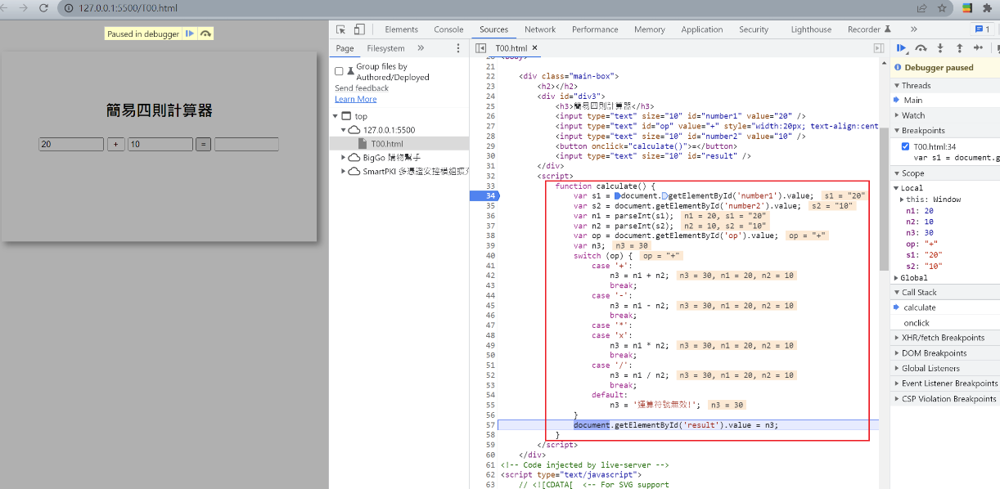 127.0.0.1:5500/T00.html
Paused in debugger
簡易四則計算器
20 + 10 =
Elements Console Sources Network Performance Memory Application Security Lighthouse Recorder » 1
Page Filesystem »
Group files by
Authored/Deployed
Send feedback
Learn More
top
127.0.0.1:5500
T00.html
BigGo 購物幫手
SmartPKI 多憑證安控模組擴充
T00.html ×
20 <body>
21
22 <div class="main-box">
23 <h2></h2>
24 <div id="div3">
25 <h3>簡易四則計算器</h3>
26 <input type="text" size="10" id="number1" value="20" />
27 <input type="text" id="op" value="+" style="width:20px; text-align:cent
28 <input type="text" size="10" id="number2" value="10" />
29 <button onclick="calculate()">=</button>
30 <input type="text" size="10" id="result" />
31 </div>
32 <script>
33 function calculate() {
34 var s1 = document.getElementById('number1').value; s1 = "20"
35 var s2 = document.getElementById('number2').value; s2 = "10"
36 var n1 = parseInt(s1); n1 = 20, s1 = "20"
37 var n2 = parseInt(s2); n2 = 10, s2 = "10"
38 var op = document.getElementById('op').value; op = "+"
39 var n3; n3 = 30
40 switch (op) { op = "+"
41 case '+':
42 n3 = n1 + n2; n3 = 30, n1 = 20, n2 = 10
43 break;
44 case '-':
45 n3 = n1 - n2; n3 = 30, n1 = 20, n2 = 10
46 break;
47 case '*':
48 case 'x':
49 n3 = n1 * n2; n3 = 30, n1 = 20, n2 = 10
50 break;
51 case '/':
52 n3 = n1 / n2; n3 = 30, n1 = 20, n2 = 10
53 break;
54 default:
55 n3 = '運算符號無效!'; n3 = 30
56 }
57 document.getElementById('result').value = n3;
58 }
59 </script>
60 </div>
61 <!-- Code injected by live-server -->
62 <script type="text/javascript">
63 // <![CDATA[ <-- For SVG support
Debugger paused
Threads
Main
Watch
Breakpoints
T00.html:34
var s1 = document.g
Scope
Local
this: Window
n1: 20
n2: 10
n3: 30
op: "+"
s1: "20"
s2: "10"
Global
Call Stack
calculate
onclick
XHR/fetch Breakpoints
DOM Breakpoints
Global Listeners
Event Listener Breakpoints
CSP Violation Breakpoints